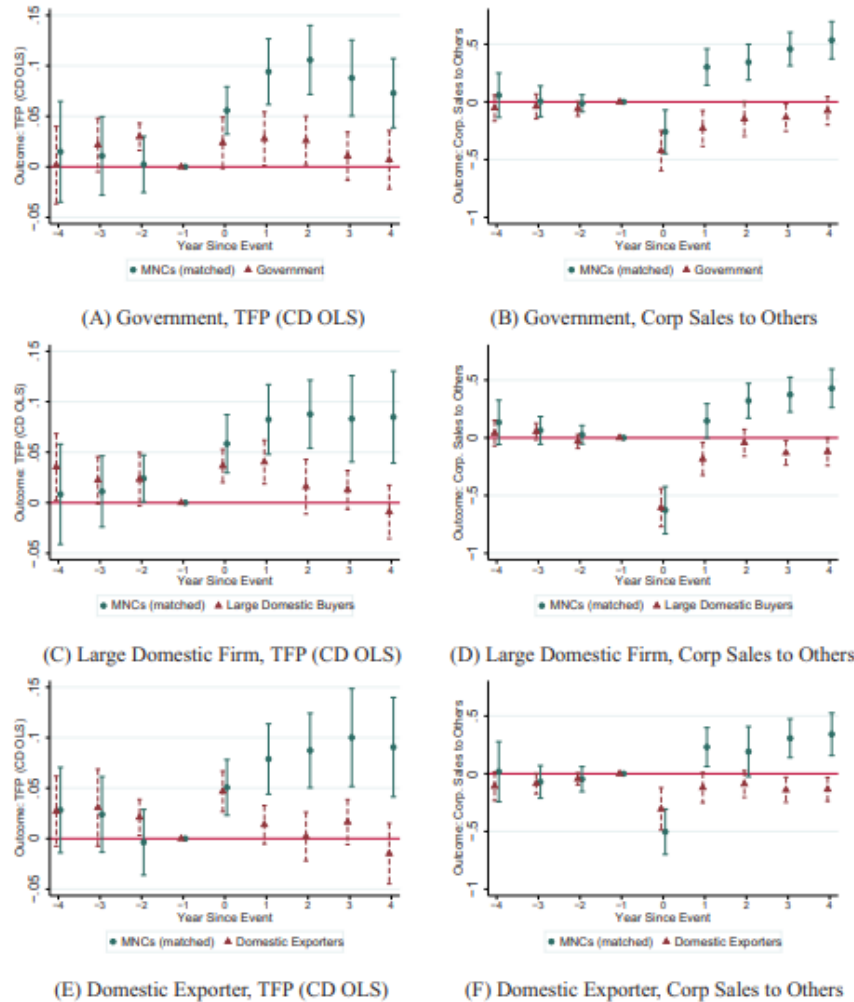 Outcome: TFP (CD OLS)
.15
.1
.05
0
-.05
-4 -3 -2 -1 0 1 2 3 4
Year Since Event
MNCs (matched) Government
(A) Government, TFP (CD OLS)
Outcome: Corp. Sales to Others
.5
0
-.5
-1
-4 -3 -2 -1 0 1 2 3 4
Year Since Event
MNCs (matched) Government
(B) Government, Corp Sales to Others
Outcome: TFP (CD OLS)
.15
.1
.05
0
-.05
-4 -3 -2 -1 0 1 2 3 4
Year Since Event
MNCs (matched) Large Domestic Buyers
(C) Large Domestic Firm, TFP (CD OLS)
Outcome: Corp. Sales to Others
.5
0
-.5
-1
-4 -3 -2 -1 0 1 2 3 4
Year Since Event
MNCs (matched) Large Domestic Buyers
(D) Large Domestic Firm, Corp Sales to Others
Outcome: TFP (CD OLS)
.15
.1
.05
0
-.05
-4 -3 -2 -1 0 1 2 3 4
Year Since Event
MNCs (matched) Domestic Exporters
(E) Domestic Exporter, TFP (CD OLS)
Outcome: Corp. Sales to Others
.5
0
-.5
-1
-4 -3 -2 -1 0 1 2 3 4
Year Since Event
MNCs (matched) Domestic Exporters
(F) Domestic Exporter, Corp Sales to Others